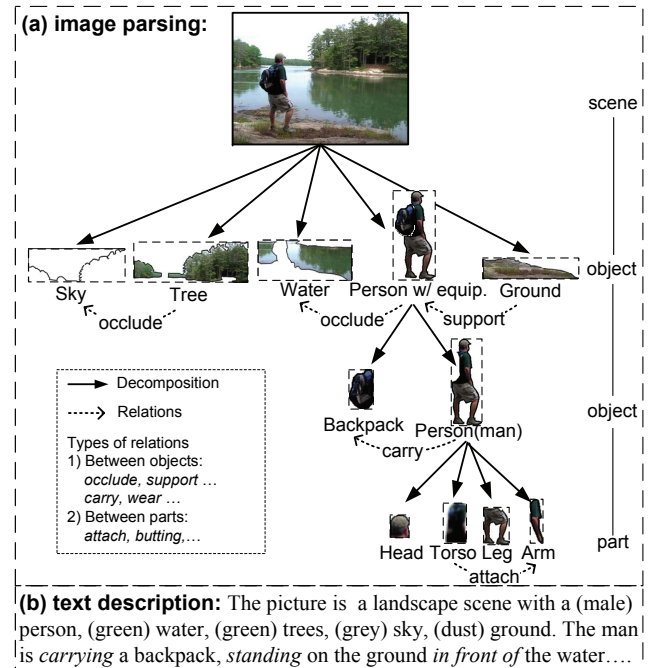 (a) image parsing:
scene
Sky
Tree
Water
Person w/ equip.
Ground
object
occlude
occlude
support
Decomposition
Relations
Types of relations
1) Between objects:
occlude, support ...
carry, wear ...
2) Between parts:
attach, butting,...
Backpack
Person(man)
object
carry
Head
Torso
Leg
Arm
part
attach
(b) text description: The picture is a landscape scene with a (male)
person, (green) water, (green) trees, (grey) sky, (dust) ground. The man
is carrying a backpack, standing on the ground in front of the water....